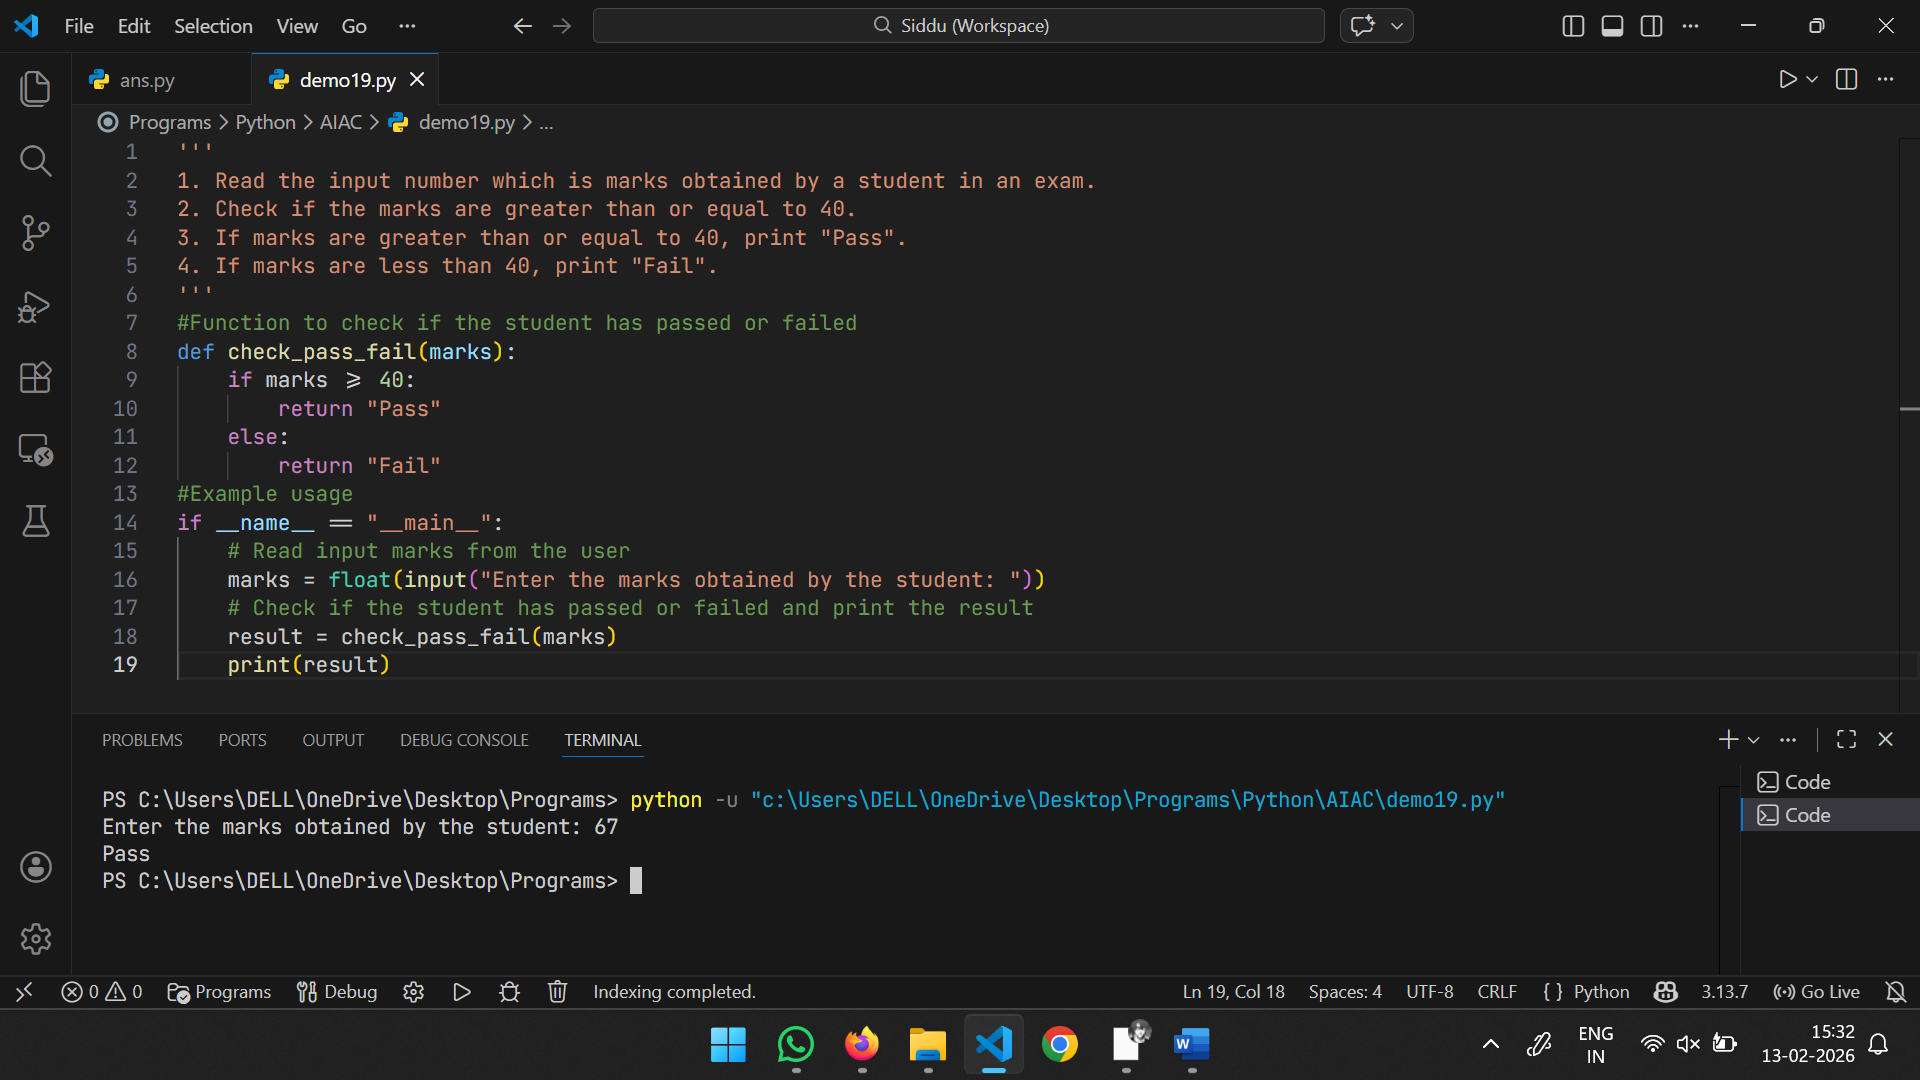 File Edit Selection View Go ··· Siddu (Workspace)
ans.py demo19.py
Programs > Python > AIAC > demo19.py > ...
1 '''
2 1. Read the input number which is marks obtained by a student in an exam.
3 2. Check if the marks are greater than or equal to 40.
4 3. If marks are greater than or equal to 40, print "Pass".
5 4. If marks are less than 40, print "Fail".
6 '''
7 #Function to check if the student has passed or failed
8 def check_pass_fail(marks):
9 if marks >= 40:
10 return "Pass"
11 else:
12 return "Fail"
13 #Example usage
14 if __name__ == "__main__":
15 # Read input marks from the user
16 marks = float(input("Enter the marks obtained by the student: "))
17 # Check if the student has passed or failed and print the result
18 result = check_pass_fail(marks)
19 print(result)
PROBLEMS PORTS OUTPUT DEBUG CONSOLE TERMINAL
PS C:\Users\DELL\OneDrive\Desktop\Programs> python -u "c:\Users\DELL\OneDrive\Desktop\Programs\Python\AIAC\demo19.py"
Enter the marks obtained by the student: 67
Pass
PS C:\Users\DELL\OneDrive\Desktop\Programs>
Code
Code
0 0 Programs Debug Indexing completed. Ln 19, Col 18 Spaces: 4 UTF-8 CRLF { } Python 3.13.7 Go Live
W
ENG
IN
15:32
13-02-2026